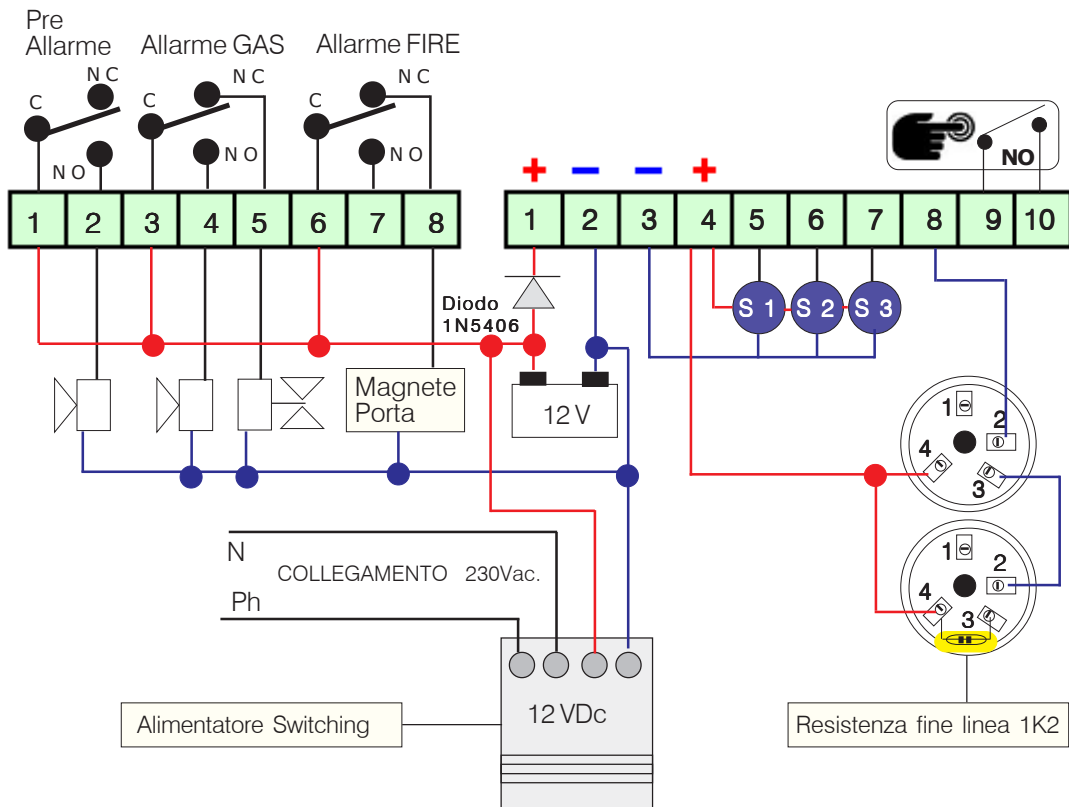 Pre
Allarme
Allarme GAS
Allarme FIRE
C
N C
N O
C
N C
N O
C
N C
N O
NO
+ − − +
1 2 3 4 5 6 7 8
1 2 3 4 5 6 7 8 9 10
Diodo
1N5406
S 1 S 2 S 3
Magnete
Porta
12 V
1
2
4
3
N
COLLEGAMENTO 230Vac.
Ph
1
2
4
3
12 VDc
Alimentatore Switching
Resistenza fine linea 1K2